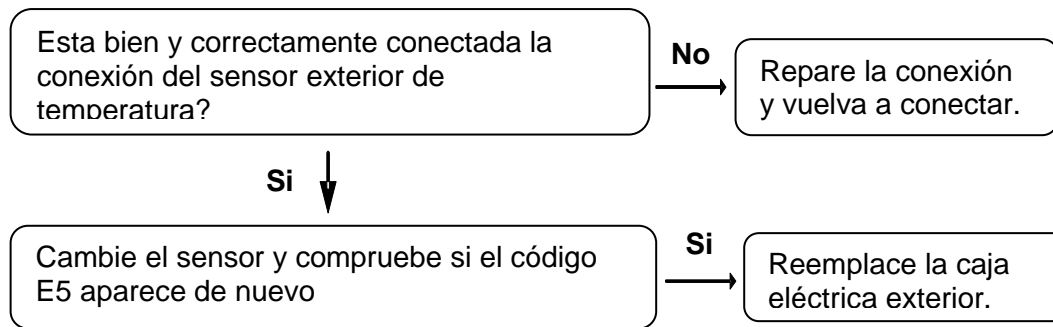 Esta bien y correctamente conectada la
conexión del sensor exterior de
temperatura?
No
Repare la conexión
y vuelva a conectar.
Si
Cambie el sensor y compruebe si el código
E5 aparece de nuevo
Si
Reemplace la caja
eléctrica exterior.